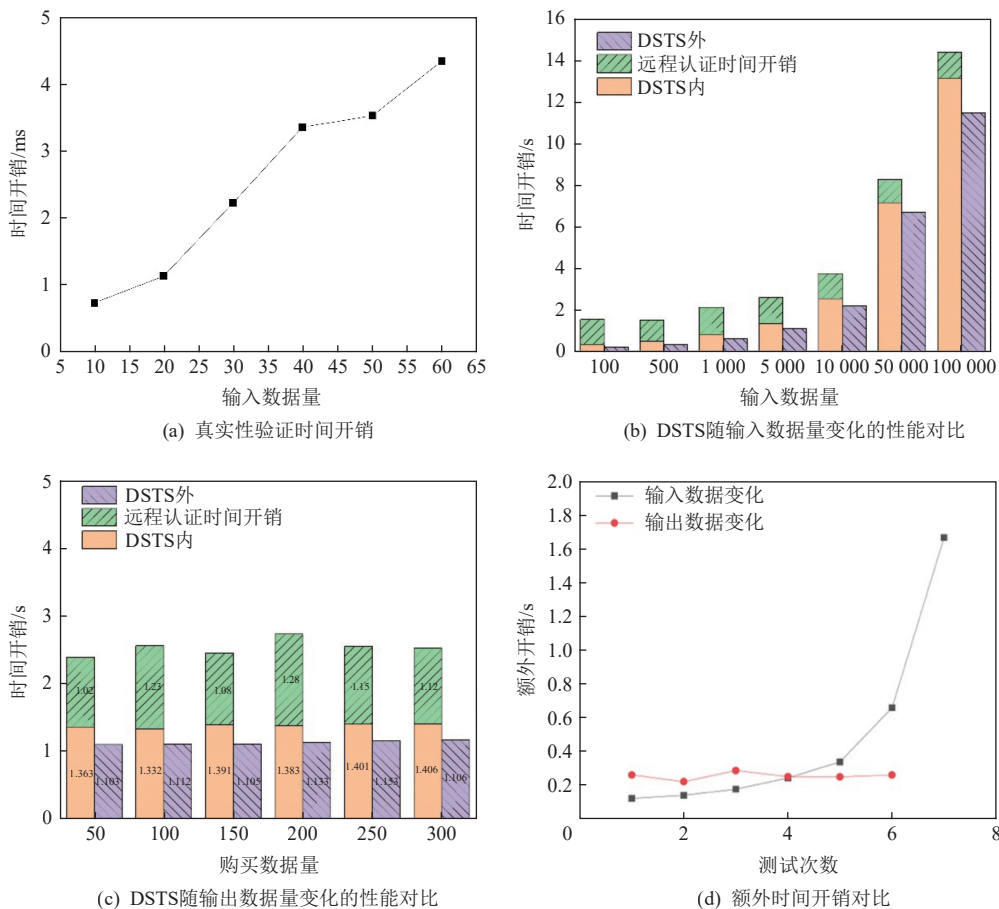 5
4
3
2
1
0
时间开销/ms
5 10 15 20 25 30 35 40 45 50 55 60 65
输入数据量
(a) 真实性验证时间开销
16
14
12
10
8
6
4
2
0
时间开销/s
DSTS外
远程认证时间开销
DSTS内
100 500 1 000 5 000 10 000 50 000 100 000
输入数据量
(b) DSTS随输入数据量变化的性能对比
5
4
3
2
1
0
时间开销/s
DSTS外
远程认证时间开销
DSTS内
1.02 1.23 1.08 1.28 1.15 1.12
1.363 1.103 1.332 1.112 1.391 1.105 1.383 1.133 1.401 1.153 1.406 1.106
50 100 150 200 250 300
购买数据量
(c) DSTS随输出数据量变化的性能对比
2.0
1.8
1.6
1.4
1.2
1.0
0.8
0.6
0.4
0.2
额外开销/s
输入数据变化
输出数据变化
0 2 4 6 8
测试次数
(d) 额外时间开销对比